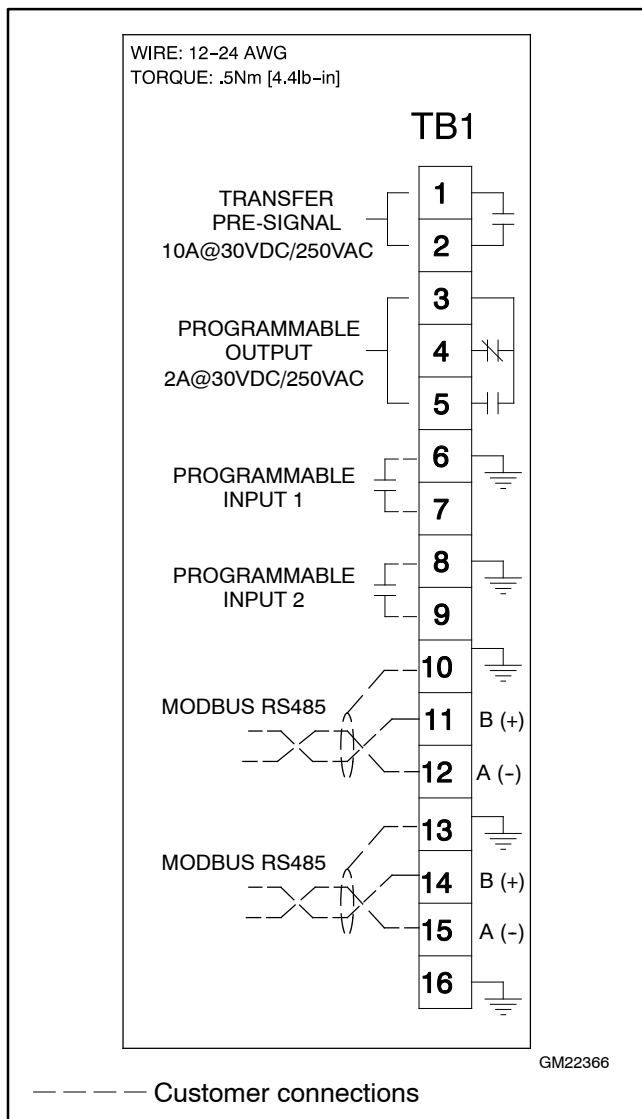 WIRE: 12-24 AWG
TORQUE: .5Nm [4.4lb-in]
TB1
TRANSFER
PRE-SIGNAL
10A@30VDC/250VAC
1
2
PROGRAMMABLE
OUTPUT
2A@30VDC/250VAC
3
4
5
PROGRAMMABLE
INPUT 1
6
7
PROGRAMMABLE
INPUT 2
8
9
MODBUS RS485
10
11 B (+)
12 A (-)
MODBUS RS485
13
14 B (+)
15 A (-)
16
GM22366
Customer connections